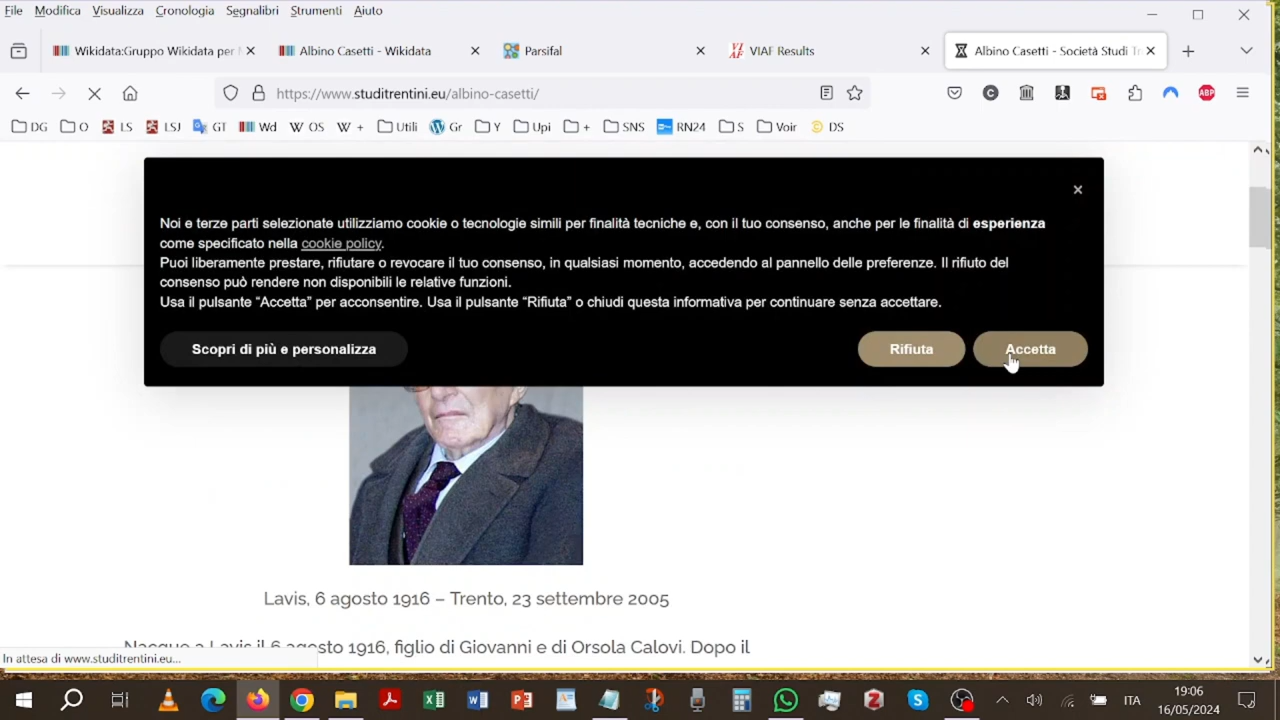 File Modifica Visualizza Cronologia Segnalibri Strumenti Aiuto
Wikidata:Gruppo Wikidata per
Albino Casetti - Wikidata
Parsifal
VIAF Results
Albino Casetti - Società Studi Tr
https://www.studitrentini.eu/albino-casetti/
DG O LS LSJ GT Wd W OS W + Utili Gr Y Upi + SNS RN24 S Voir DS
Noi e terze parti selezionate utilizziamo cookie o tecnologie simili per finalità tecniche e, con il tuo consenso, anche per le finalità di esperienza
come specificato nella cookie policy.
Puoi liberamente prestare, rifiutare o revocare il tuo consenso, in qualsiasi momento, accedendo al pannello delle preferenze. Il rifiuto del
consenso può rendere non disponibili le relative funzioni.
Usa il pulsante “Accetta” per acconsentire. Usa il pulsante “Rifiuta” o chiudi questa informativa per continuare senza accettare.
Scopri di più e personalizza
Rifiuta
Accetta
Lavis, 6 agosto 1916 – Trento, 23 settembre 2005
Nacque a Lavis il 6 agosto 1916, figlio di Giovanni e di Orsola Calovi. Dopo il
In attesa di www.studitrentini.eu...
ITA
19:06
16/05/2024